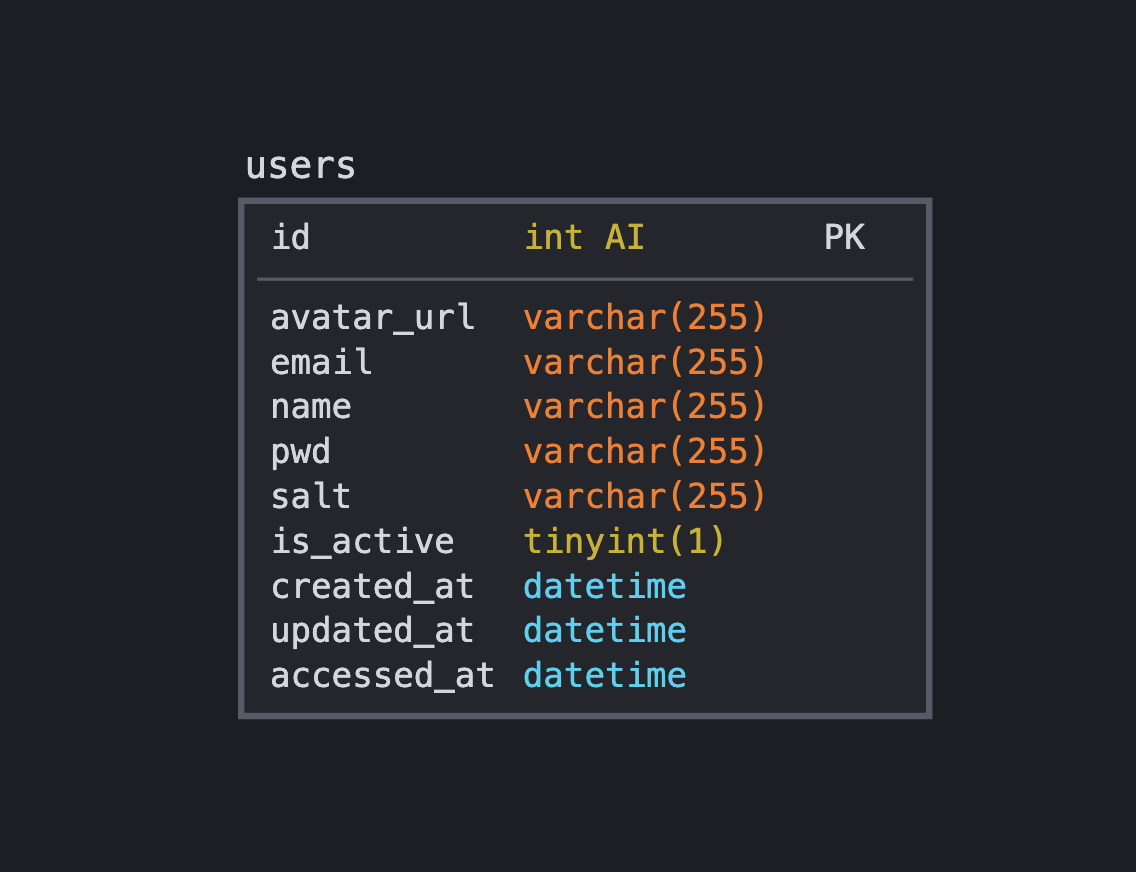 users
id int AI PK
avatar_url varchar(255)
email varchar(255)
name varchar(255)
pwd varchar(255)
salt varchar(255)
is_active tinyint(1)
created_at datetime
updated_at datetime
accessed_at datetime